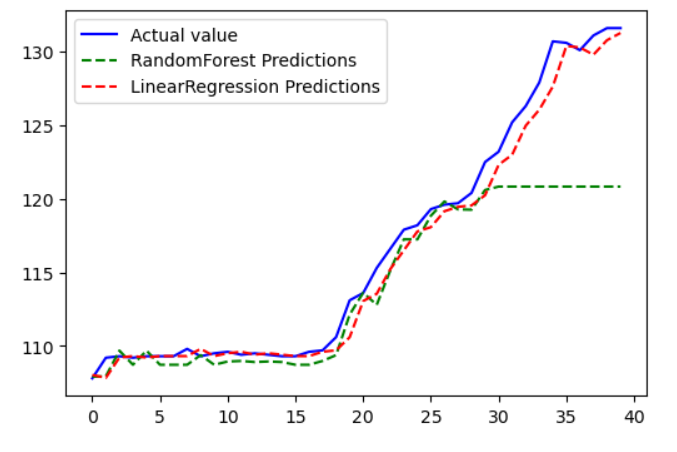 Actual value
RandomForest Predictions
LinearRegression Predictions
130
125
120
115
110
0 5 10 15 20 25 30 35 40